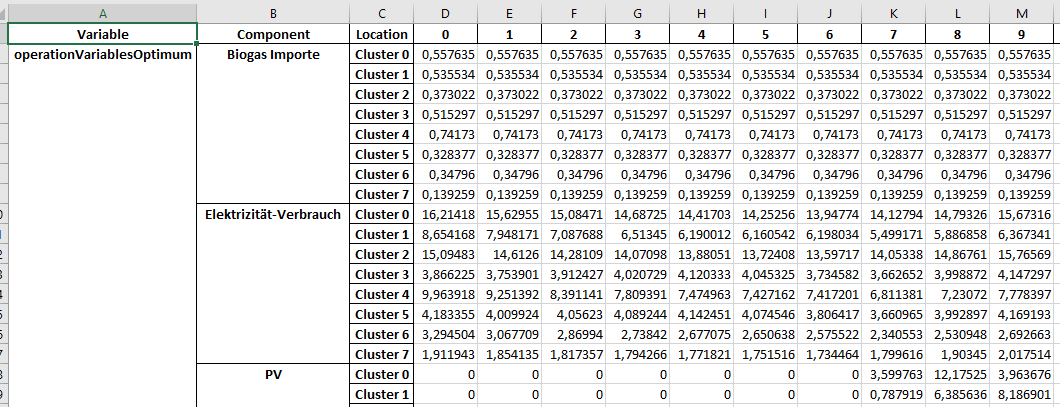 A B C D E F G H I J K L M
Variable Component Location 0 1 2 3 4 5 6 7 8 9
operationVariablesOptimum Biogas Importe Cluster 0 0,557635 0,557635 0,557635 0,557635 0,557635 0,557635 0,557635 0,557635 0,557635 0,557635
Cluster 1 0,535534 0,535534 0,535534 0,535534 0,535534 0,535534 0,535534 0,535534 0,535534 0,535534
Cluster 2 0,373022 0,373022 0,373022 0,373022 0,373022 0,373022 0,373022 0,373022 0,373022 0,373022
Cluster 3 0,515297 0,515297 0,515297 0,515297 0,515297 0,515297 0,515297 0,515297 0,515297 0,515297
Cluster 4 0,74173 0,74173 0,74173 0,74173 0,74173 0,74173 0,74173 0,74173 0,74173 0,74173
Cluster 5 0,328377 0,328377 0,328377 0,328377 0,328377 0,328377 0,328377 0,328377 0,328377 0,328377
Cluster 6 0,34796 0,34796 0,34796 0,34796 0,34796 0,34796 0,34796 0,34796 0,34796 0,34796
Cluster 7 0,139259 0,139259 0,139259 0,139259 0,139259 0,139259 0,139259 0,139259 0,139259 0,139259
Elektrizität-Verbrauch Cluster 0 16,21418 15,62955 15,08471 14,68725 14,41703 14,25256 13,94774 14,12794 14,79326 15,67316
Cluster 1 8,654168 7,948171 7,087688 6,51345 6,190012 6,160542 6,198034 5,499171 5,886858 6,367341
Cluster 2 15,09483 14,6126 14,28109 14,07098 13,88051 13,72408 13,59717 14,05338 14,86761 15,76569
Cluster 3 3,866225 3,753901 3,912427 4,020729 4,120333 4,045325 3,734582 3,662652 3,998872 4,147297
Cluster 4 9,963918 9,251392 8,391141 7,809391 7,474963 7,427162 7,417201 6,811381 7,23072 7,778397
Cluster 5 4,183355 4,009924 4,05623 4,089244 4,142451 4,074546 3,806417 3,660965 3,992897 4,169193
Cluster 6 3,294504 3,067709 2,86994 2,73842 2,677075 2,650638 2,575522 2,340553 2,530948 2,692663
Cluster 7 1,911943 1,854135 1,817357 1,794266 1,771821 1,751516 1,734464 1,799616 1,90345 2,017514
PV Cluster 0 0 0 0 0 0 0 0 3,599763 12,17525 3,963676
Cluster 1 0 0 0 0 0 0 0 0,787919 6,385636 8,186901